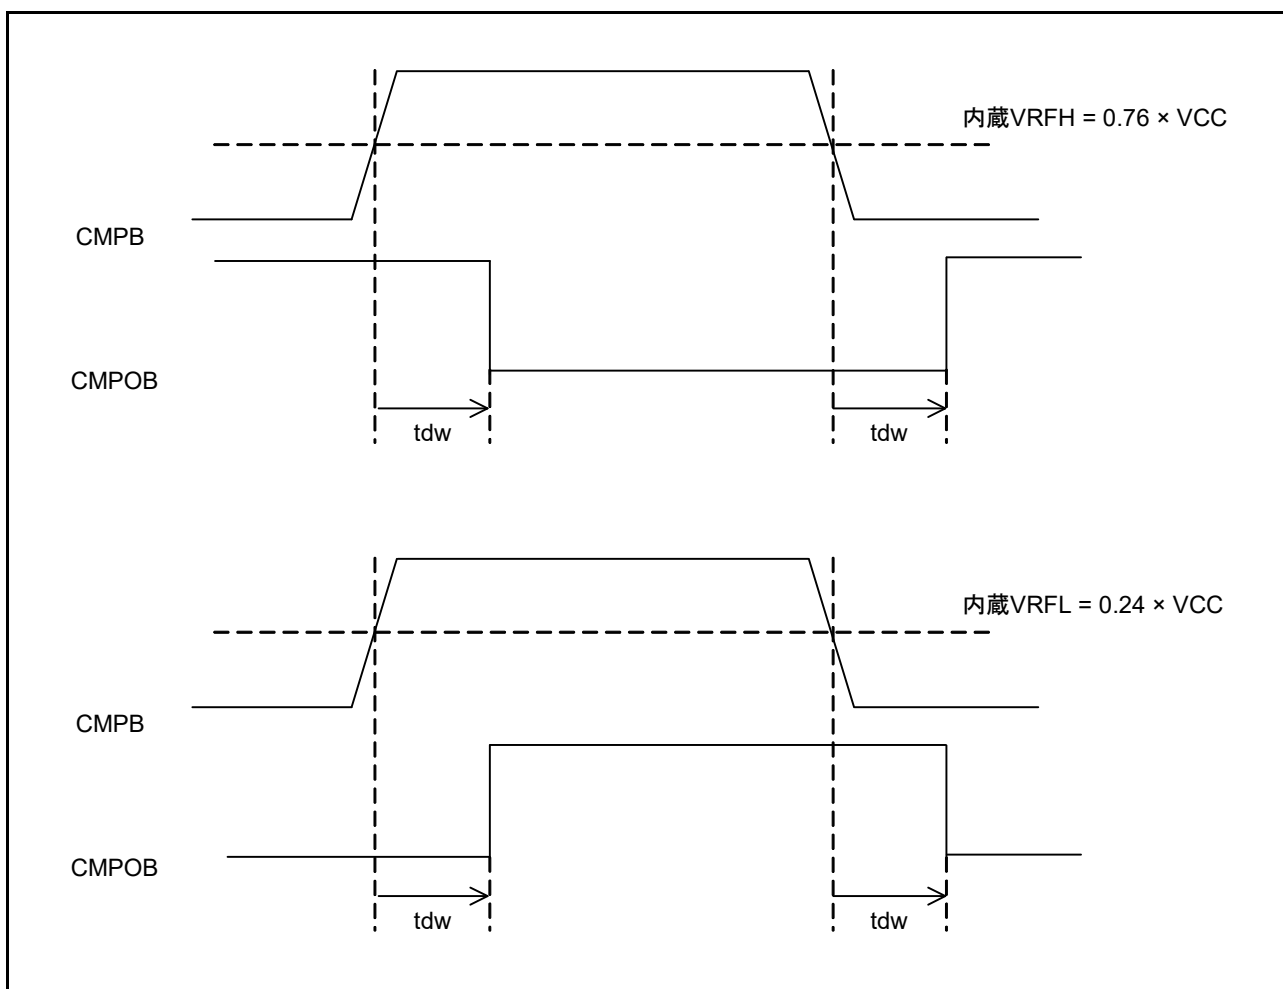 内蔵VRFH = 0.76 × VCC
CMPB
CMPOB
tdw
tdw
内蔵VRFL = 0.24 × VCC
CMPB
CMPOB
tdw
tdw